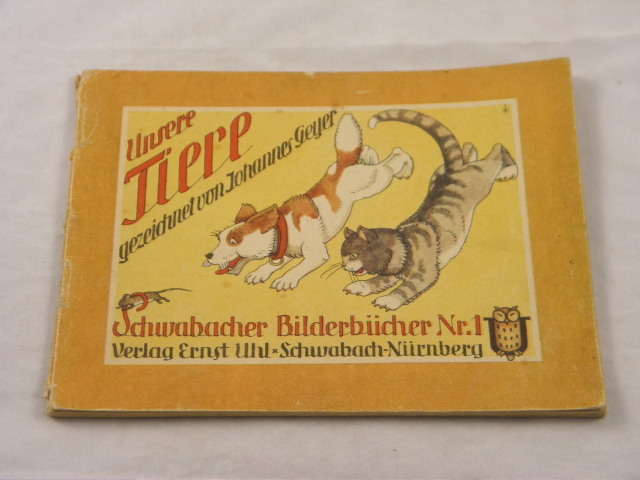 Unsere
Tiere
gezeichnet von Johannes Geyer
Schwabacher Bilderbücher Nr. 1
Verlag Ernst Uhl × Schwabach-Nürnberg